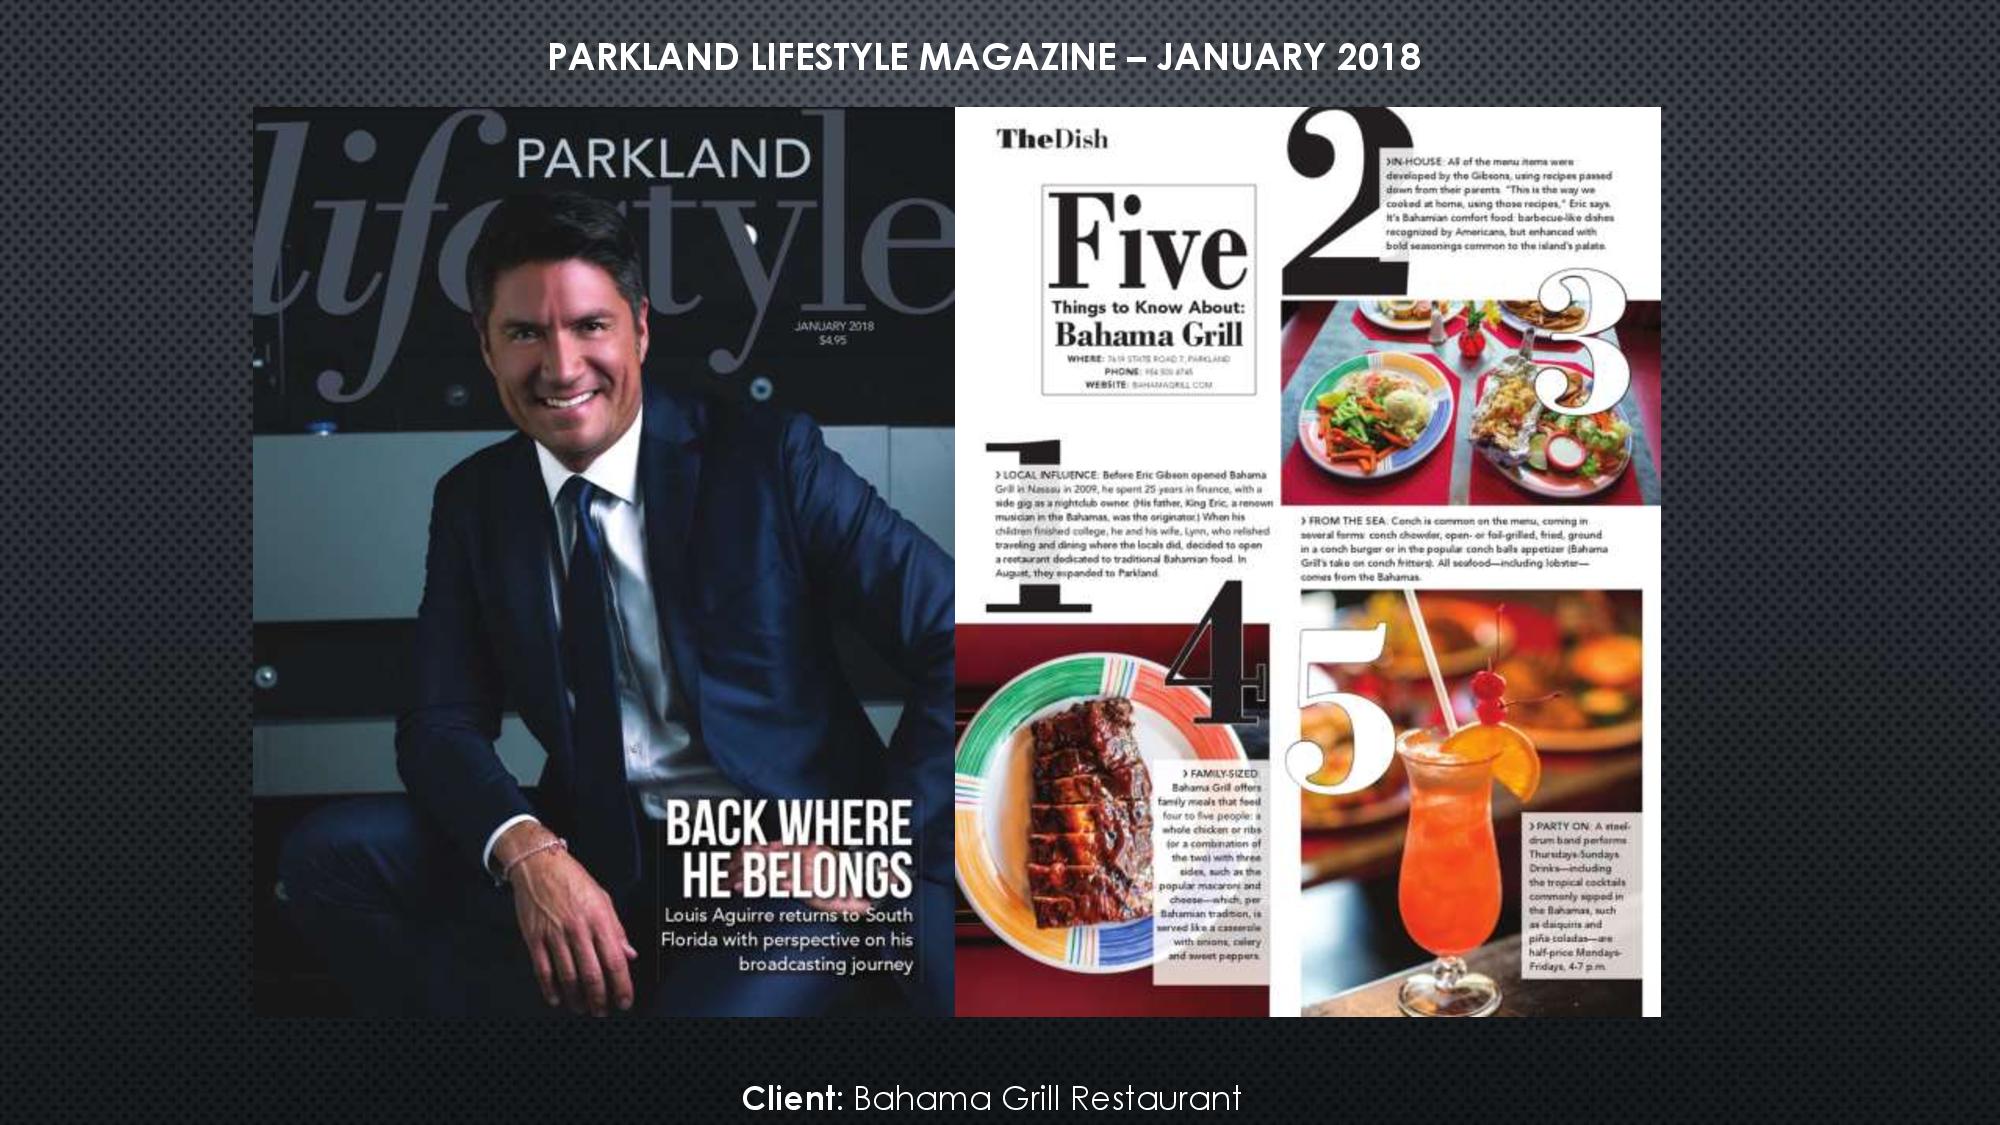 PARKLAND LIFESTYLE MAGAZINE – JANUARY 2018
lifestyle
PARKLAND
JANUARY 2018
$4.95
BACK WHERE
HE BELONGS
Louis Aguirre returns to South
Florida with perspective on his
broadcasting journey
TheDish
Five
Things to Know About:
Bahama Grill
WHERE: 7619 STATE ROAD 7, PARKLAND
PHONE:
WEBSITE: BAHAMAGRILL.COM
1
› LOCAL INFLUENCE: Before Eric Gibson opened Bahama
Grill in Nassau in 2009, he spent 25 years in finance, with a
side gig as a nightclub owner. (His father, King Eric, a renown
musician in the Bahamas, was the originator.) When his
children finished college, he and his wife, Lynn, who relished
traveling and dining where the locals did, decided to open
a restaurant dedicated to traditional Bahamian food. In
August, they expanded to Parkland.
2
›IN-HOUSE: All of the menu items were
developed by the Gibsons, using recipes passed
down from their parents. "This is the way we
cooked at home, using those recipes," Eric says.
It's Bahamian comfort food: barbecue-like dishes
recognized by Americans, but enhanced with
bold seasonings common to the island's palate.
3
› FROM THE SEA: Conch is common on the menu, coming in
several forms: conch chowder, open- or foil-grilled, fried, ground
in a conch burger or in the popular conch balls appetizer (Bahama
Grill's take on conch fritters). All seafood—including lobster—
comes from the Bahamas.
4
› FAMILY-SIZED:
Bahama Grill offers
family meals that feed
four to five people: a
whole chicken or ribs
(or a combination of
the two) with three
sides, such as the
popular macaroni and
cheese—which, per
Bahamian tradition, is
served like a casserole
with onions, celery
and sweet peppers.
5
› PARTY ON: A steel-
drum band performs
Thursdays-Sundays.
Drinks—including
the tropical cocktails
commonly sipped in
the Bahamas, such
as daiquiris and
piña coladas—are
half-price Mondays-
Fridays, 4-7 p.m.
Client: Bahama Grill Restaurant